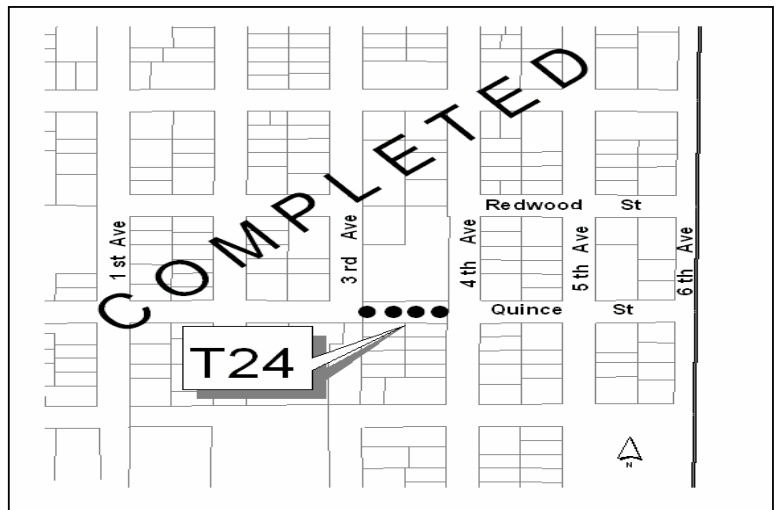 COMPLETED
Redwood St
1st Ave
3rd Ave
4th Ave
5th Ave
6th Ave
Quince St
T24
N